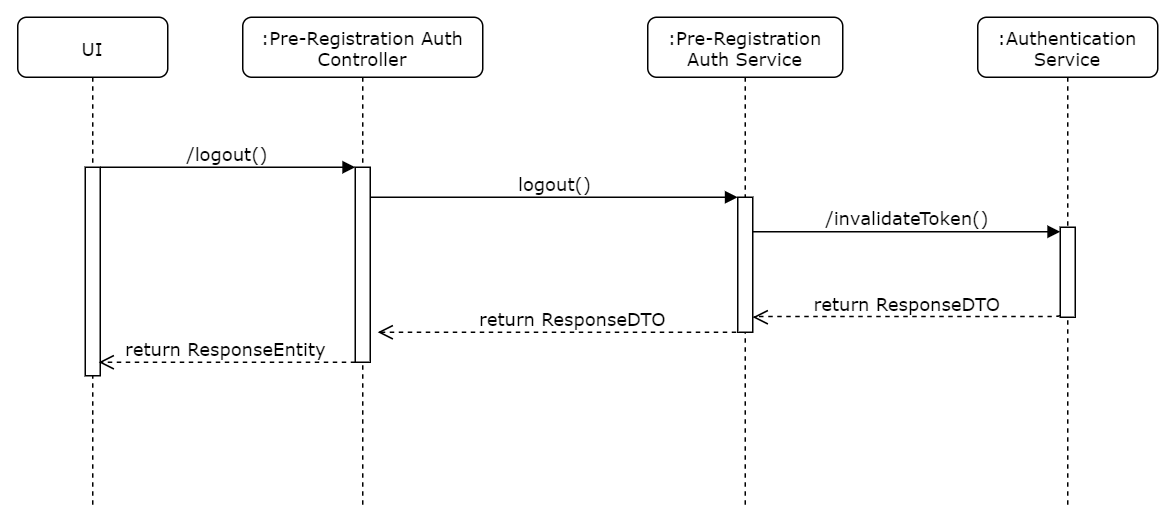 UI
:Pre-Registration Auth
Controller
:Pre-Registration
Auth Service
:Authentication
Service
/logout()
logout()
/invalidateToken()
return ResponseDTO
return ResponseDTO
return ResponseEntity